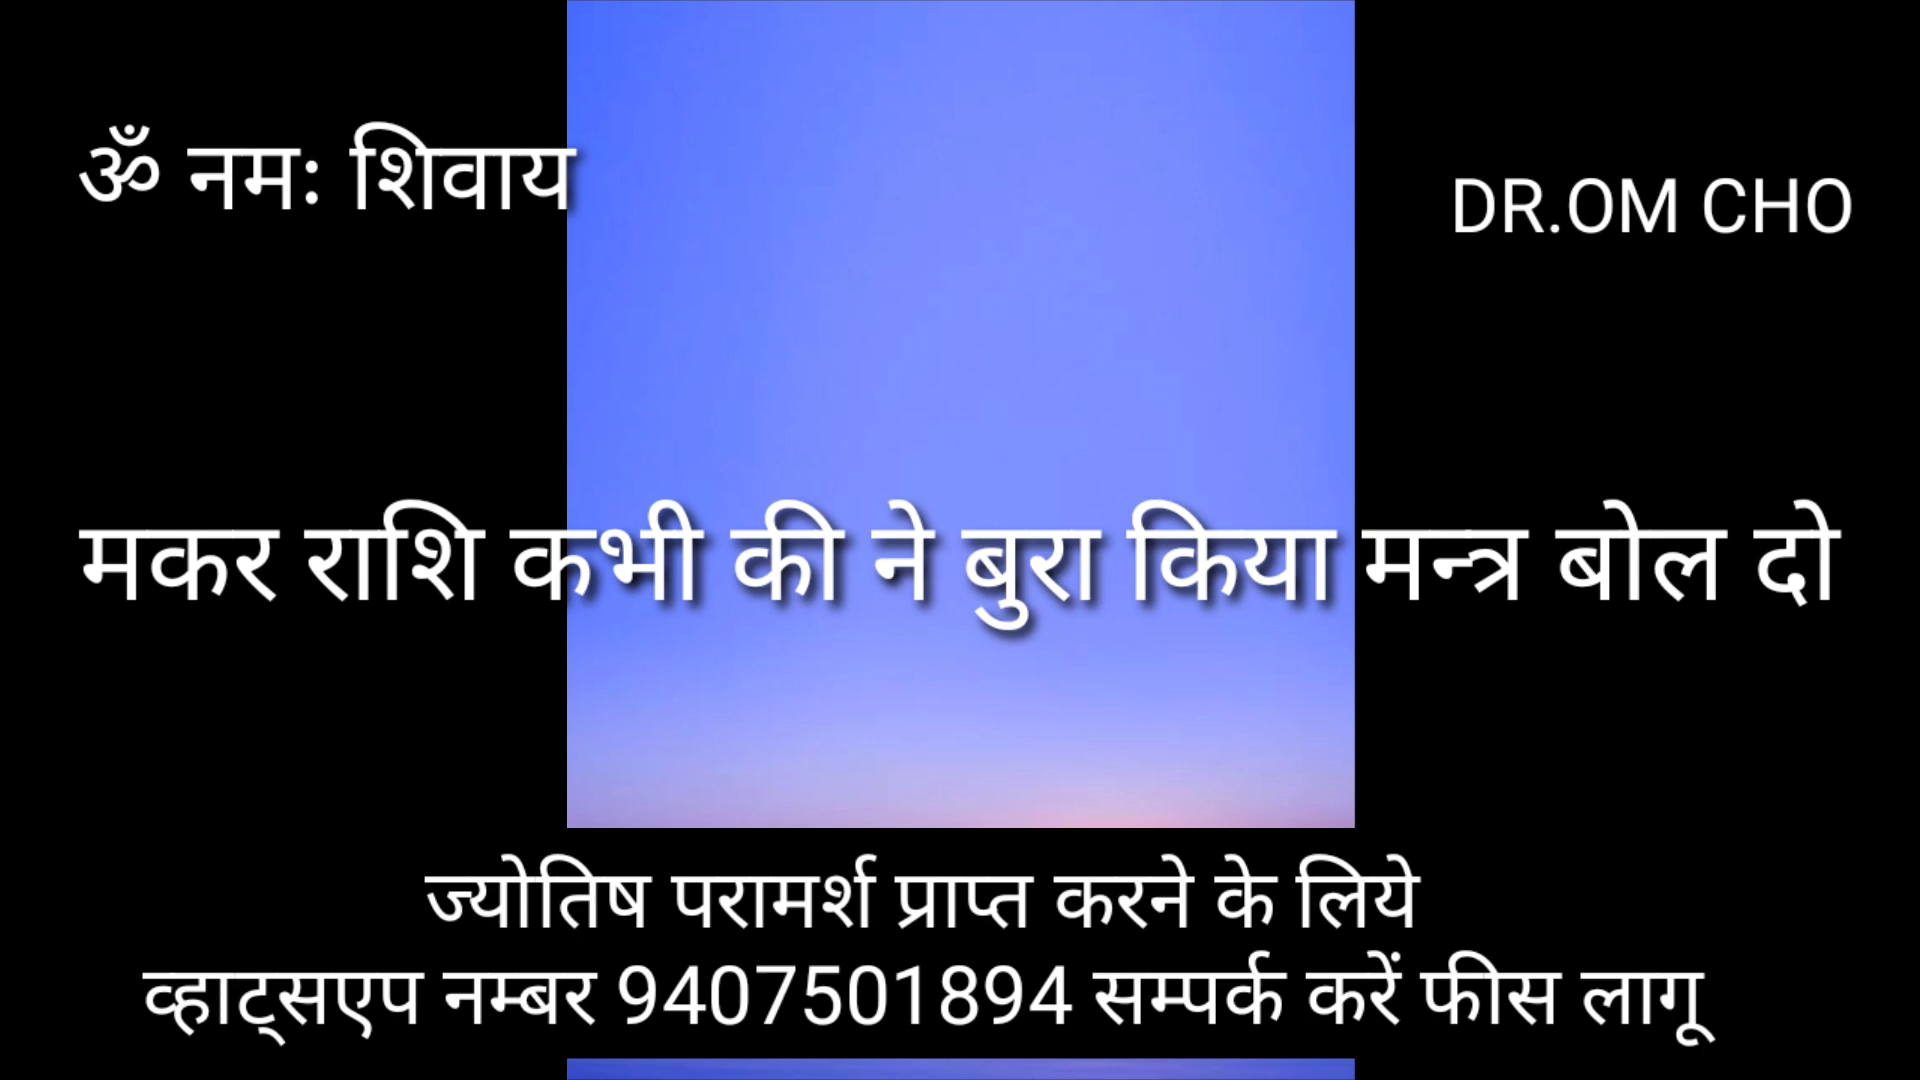 ॐ नमः शिवाय
DR.OM CHO
मकर राशि कभी की ने बुरा किया मन्त्र बोल दो
ज्योतिष परामर्श प्राप्त करने के लिये
व्हाट्सएप नम्बर 9407501894 सम्पर्क करें फीस लागू